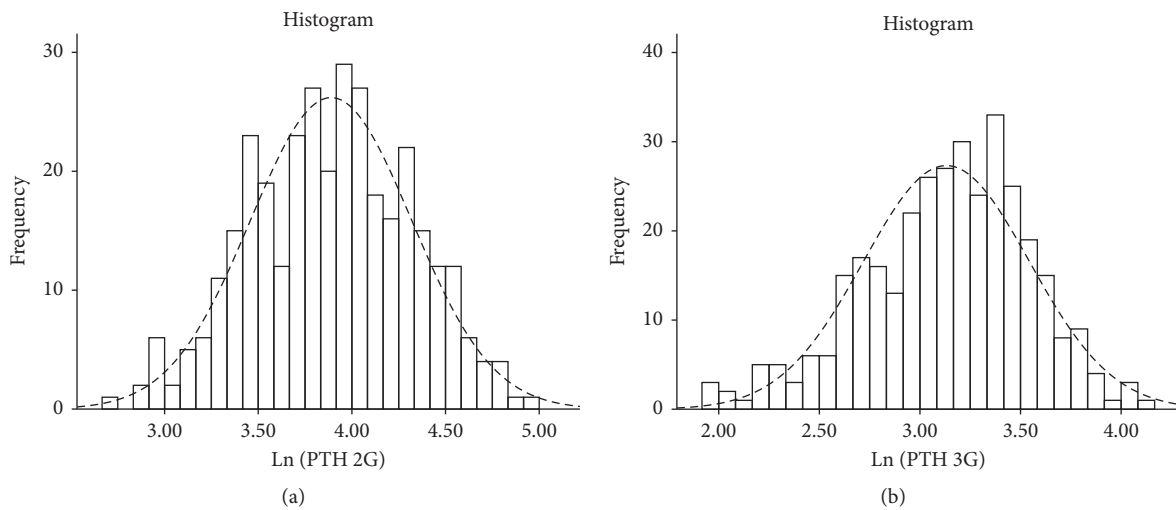 Histogram
30
20
10
0
Frequency
3.00 3.50 4.00 4.50 5.00
Ln (PTH 2G)
(a)
Histogram
40
30
20
10
0
Frequency
2.00 2.50 3.00 3.50 4.00
Ln (PTH 3G)
(b)